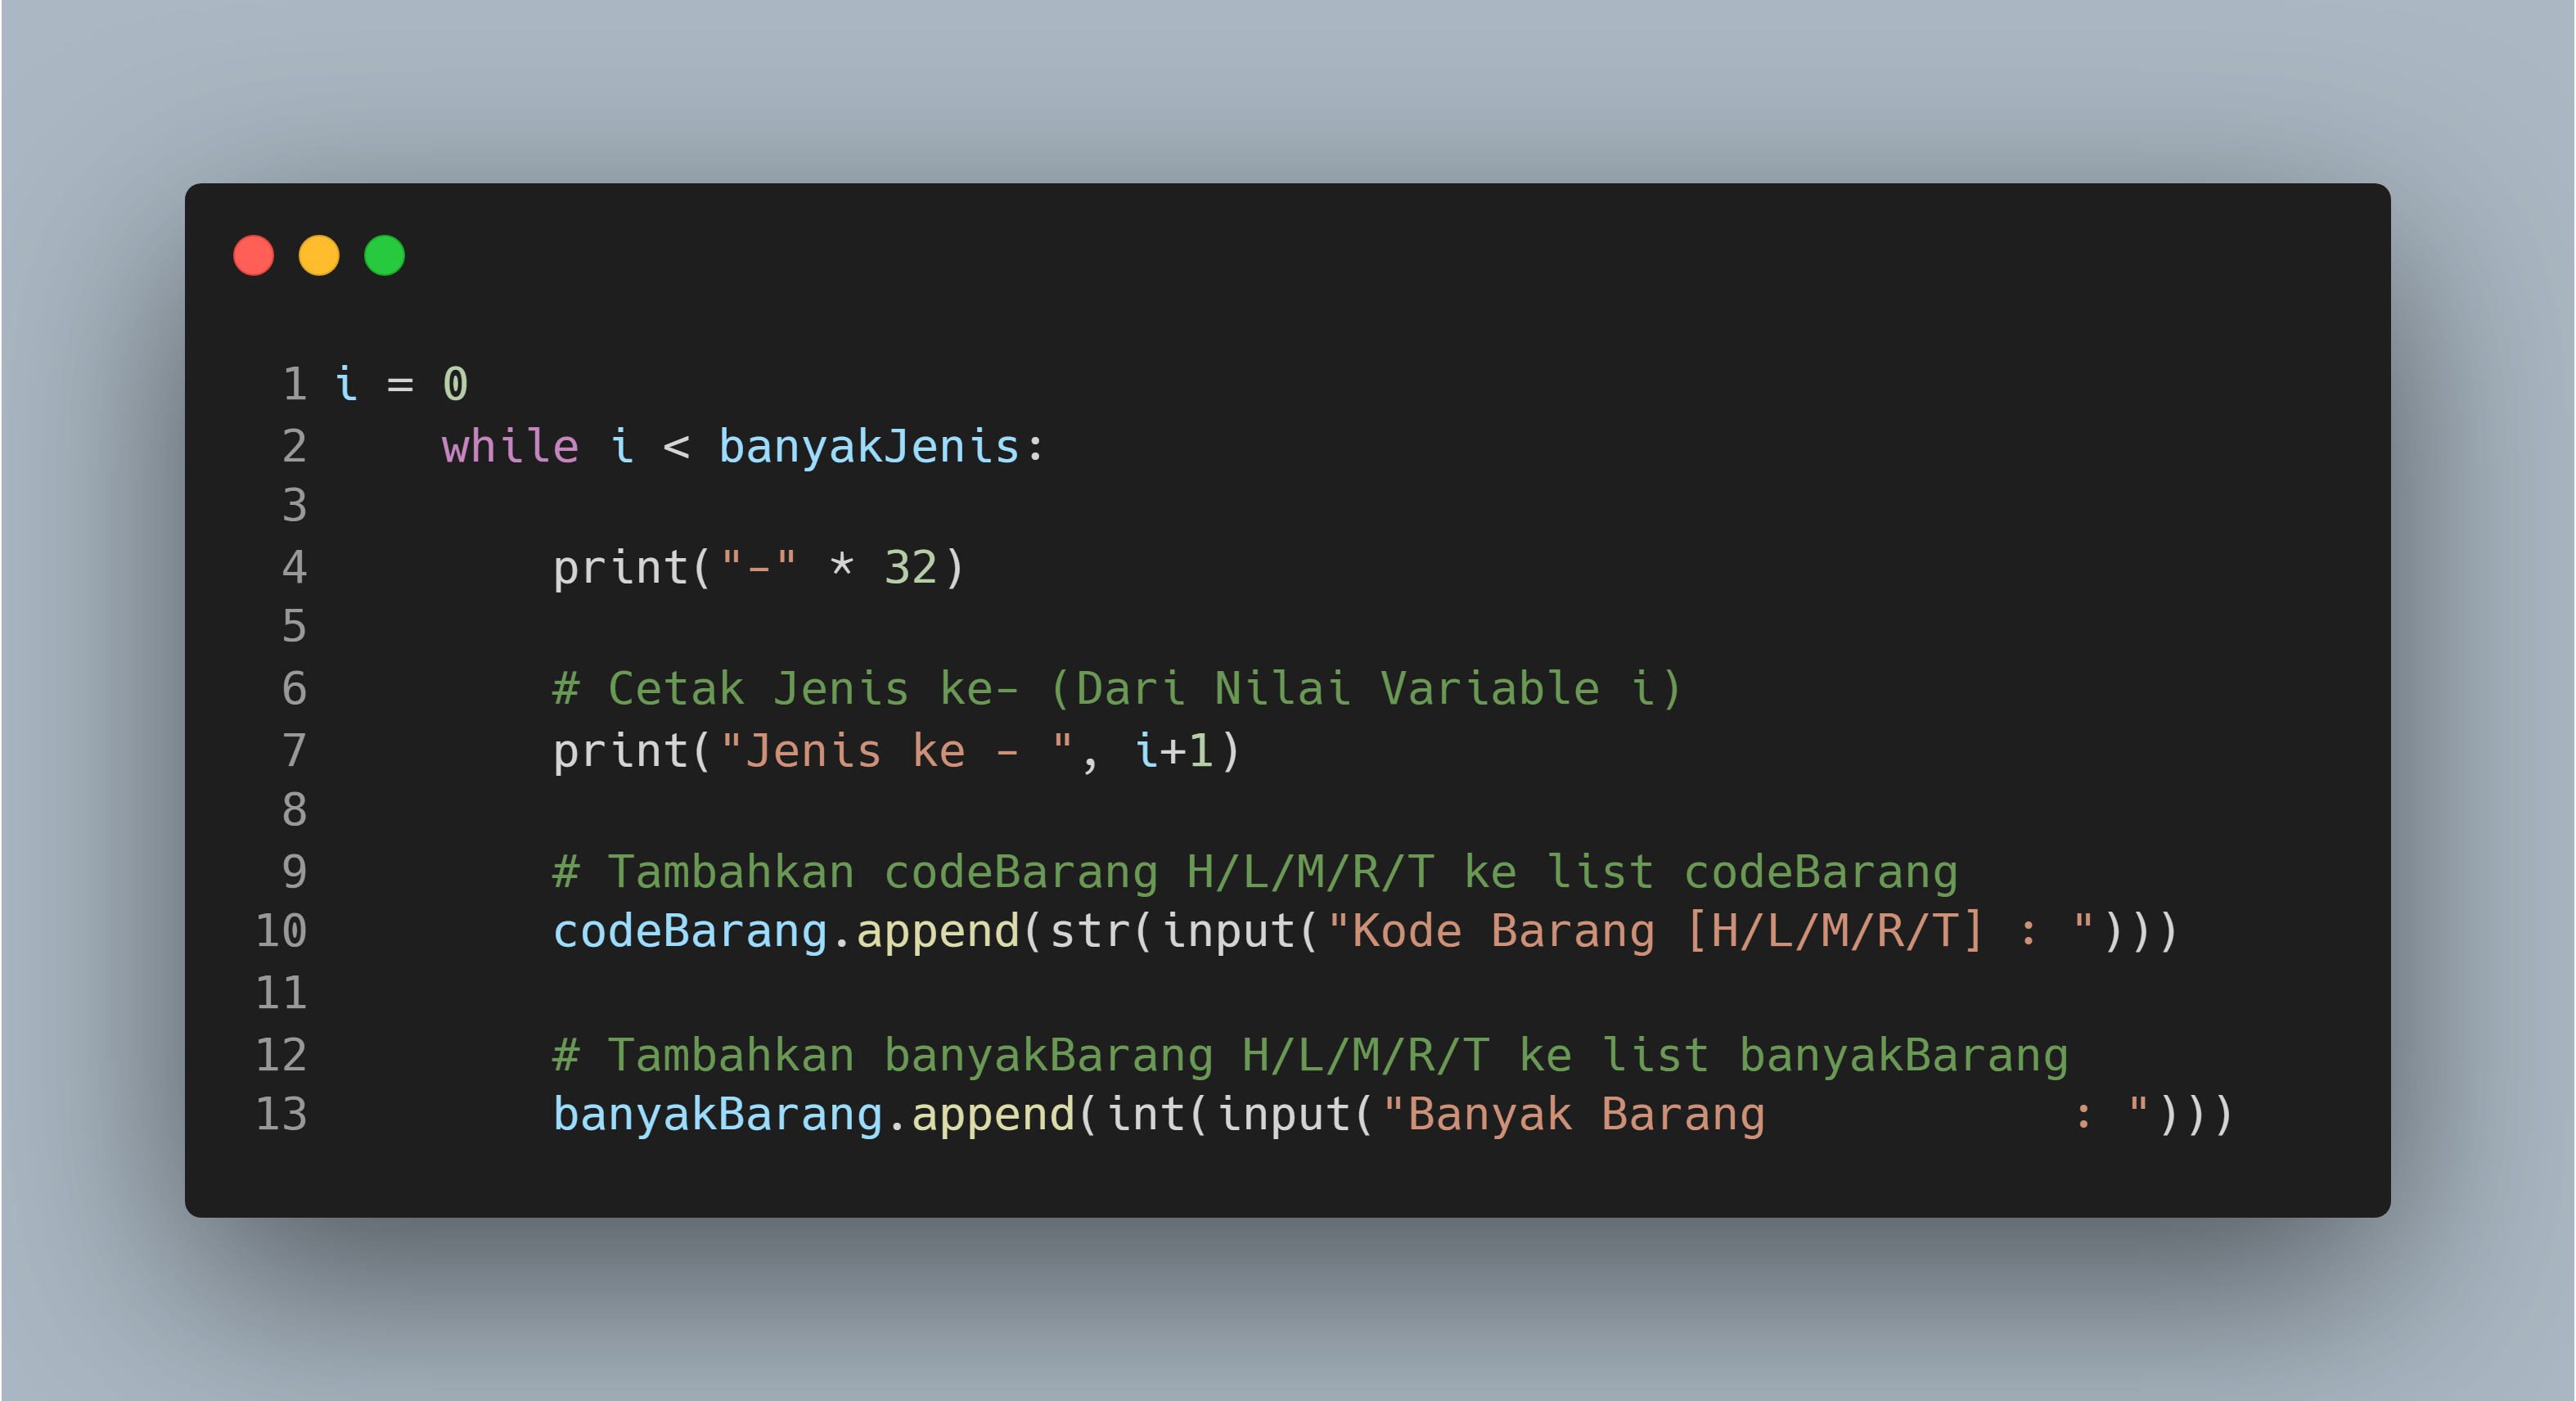 1 i = 0
2     while i < banyakJenis:
3
4         print("-" * 32)
5
6         # Cetak Jenis ke- (Dari Nilai Variable i)
7         print("Jenis ke - ", i+1)
8
9         # Tambahkan codeBarang H/L/M/R/T ke list codeBarang
10         codeBarang.append(str(input("Kode Barang [H/L/M/R/T] : ")))
11
12         # Tambahkan banyakBarang H/L/M/R/T ke list banyakBarang
13         banyakBarang.append(int(input("Banyak Barang           : ")))